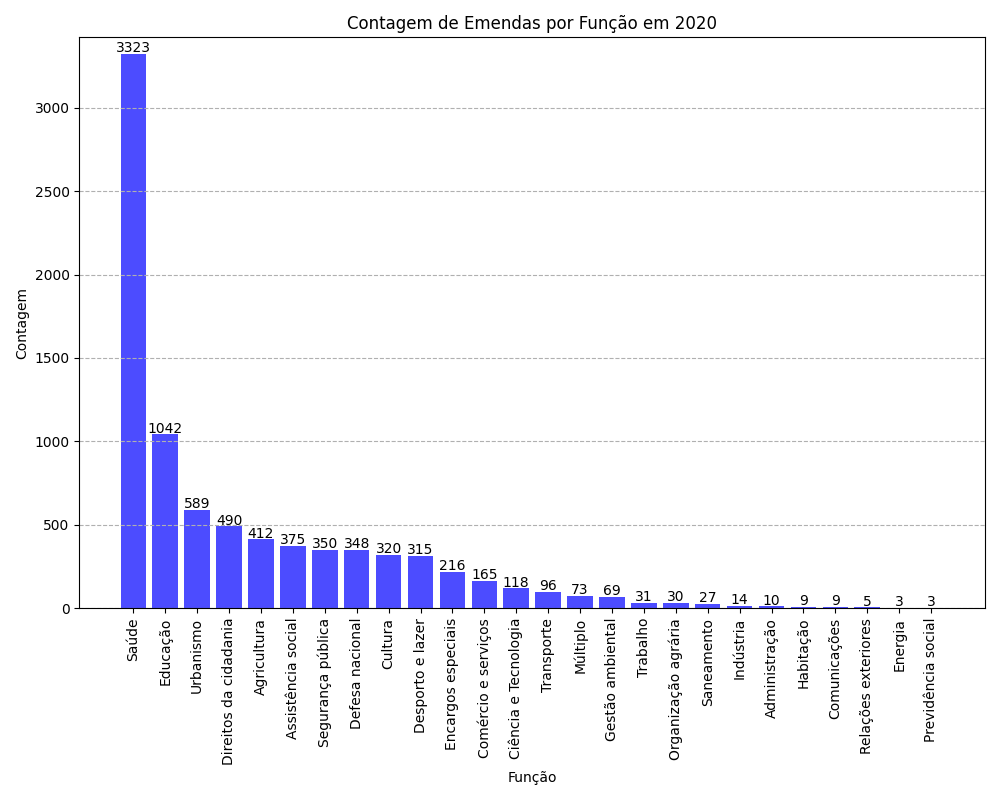 Contagem de Emendas por Função em 2020
Contagem
3000
2500
2000
1500
1000
500
0
3323
1042
589
490
412
375
350
348
320
315
216
165
118
96
73
69
31
30
27
14
10
9
9
5
3
3
Saúde
Educação
Urbanismo
Direitos da cidadania
Agricultura
Assistência social
Segurança pública
Defesa nacional
Cultura
Desporto e lazer
Encargos especiais
Comércio e serviços
Ciência e Tecnologia
Transporte
Múltiplo
Gestão ambiental
Trabalho
Organização agrária
Saneamento
Indústria
Administração
Habitação
Comunicações
Relações exteriores
Energia
Previdência social
Função